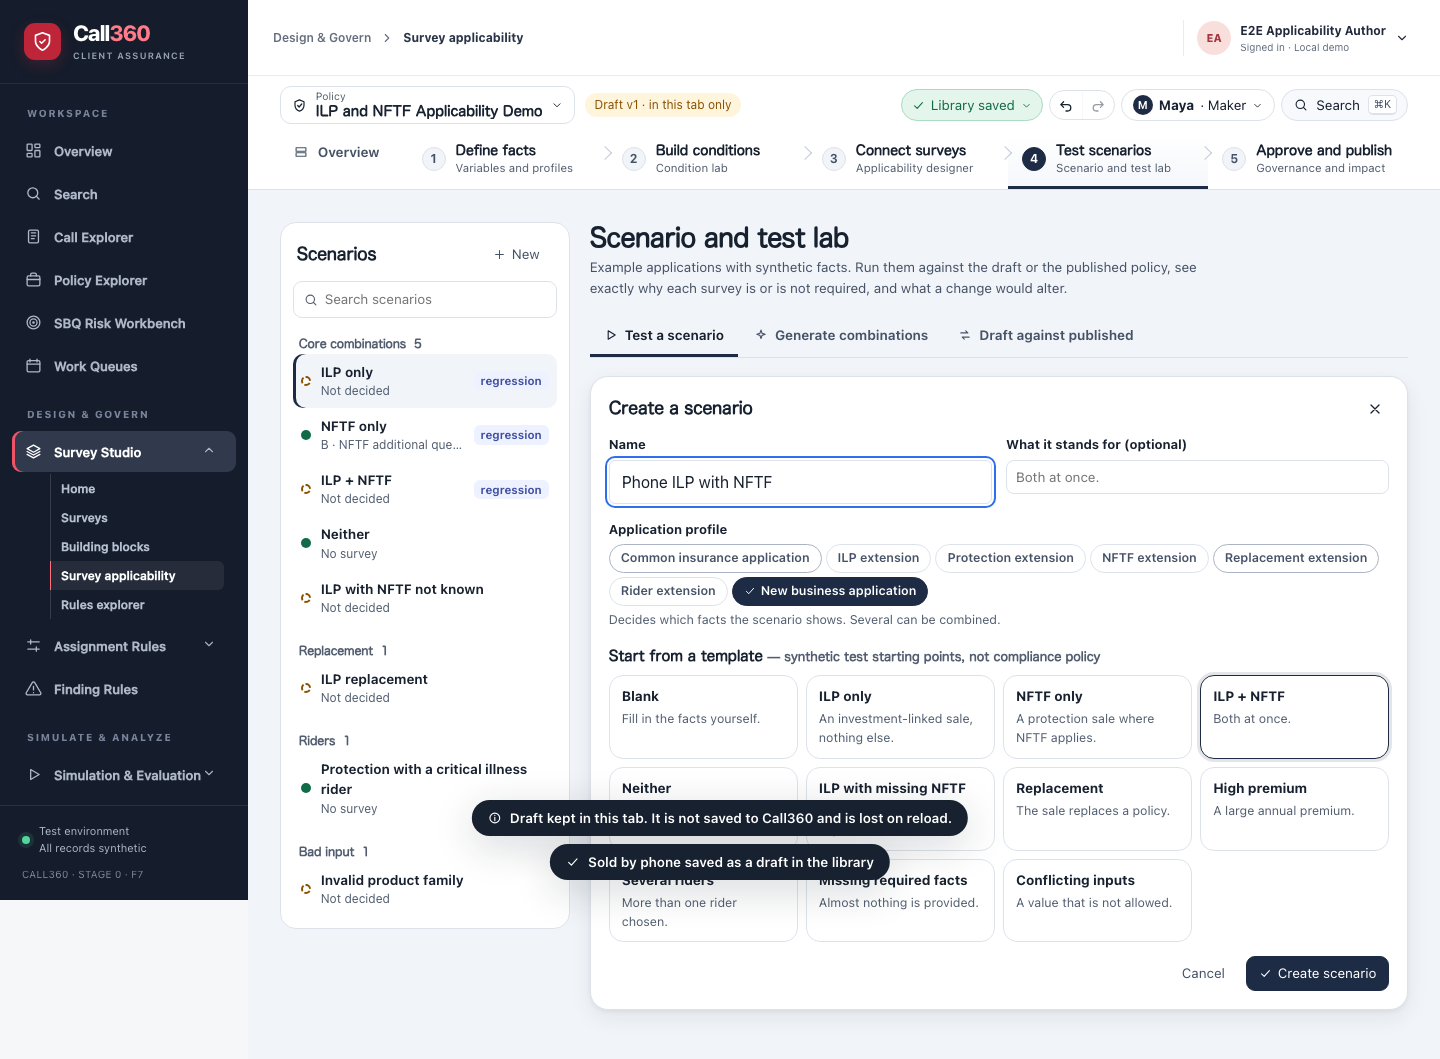 Call360
CLIENT ASSURANCE
WORKSPACE
Overview
Search
Call Explorer
Policy Explorer
SBQ Risk Workbench
Work Queues
DESIGN & GOVERN
Survey Studio
Home
Surveys
Building blocks
Survey applicability
Rules explorer
Assignment Rules
Finding Rules
SIMULATE & ANALYZE
Simulation & Evaluation
Test environment
All records synthetic
CALL360 · STAGE 0 · F7
Design & Govern > Survey applicability
EA
E2E Applicability Author
Signed in · Local demo
Policy
ILP and NFTF Applicability Demo
Draft v1 · in this tab only
Library saved
M Maya · Maker
Search ⌘K
Overview
1 Define facts
Variables and profiles
2 Build conditions
Condition lab
3 Connect surveys
Applicability designer
4 Test scenarios
Scenario and test lab
5 Approve and publish
Governance and impact
Scenarios
+ New
Search scenarios
Core combinations 5
ILP only
Not decided
regression
NFTF only
B · NFTF additional que...
regression
ILP + NFTF
Not decided
regression
Neither
No survey
ILP with NFTF not known
Not decided
Replacement 1
ILP replacement
Not decided
Riders 1
Protection with a critical illness
rider
No survey
Bad input 1
Invalid product family
Not decided
Scenario and test lab
Example applications with synthetic facts. Run them against the draft or the published policy, see
exactly why each survey is or is not required, and what a change would alter.
Test a scenario
Generate combinations
Draft against published
Create a scenario
Name
Phone ILP with NFTF
What it stands for (optional)
Both at once.
Application profile
Common insurance application
ILP extension
Protection extension
NFTF extension
Replacement extension
Rider extension
New business application
Decides which facts the scenario shows. Several can be combined.
Start from a template — synthetic test starting points, not compliance policy
Blank
Fill in the facts yourself.
ILP only
An investment-linked sale,
nothing else.
NFTF only
A protection sale where
NFTF applies.
ILP + NFTF
Both at once.
Neither
ILP with missing NFTF
Replacement
The sale replaces a policy.
High premium
A large annual premium.
Draft kept in this tab. It is not saved to Call360 and is lost on reload.
Sold by phone saved as a draft in the library
Several riders
More than one rider
chosen.
Missing required facts
Almost nothing is provided.
Conflicting inputs
A value that is not allowed.
Cancel
Create scenario